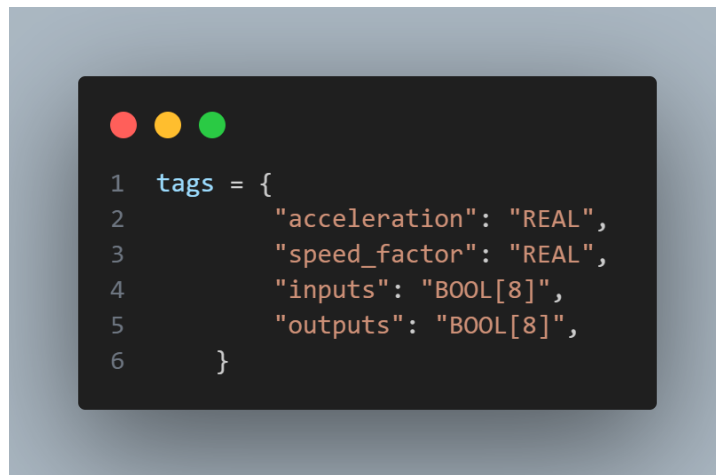 1 tags = {
2 "acceleration": "REAL",
3 "speed_factor": "REAL",
4 "inputs": "BOOL[8]",
5 "outputs": "BOOL[8]",
6 }